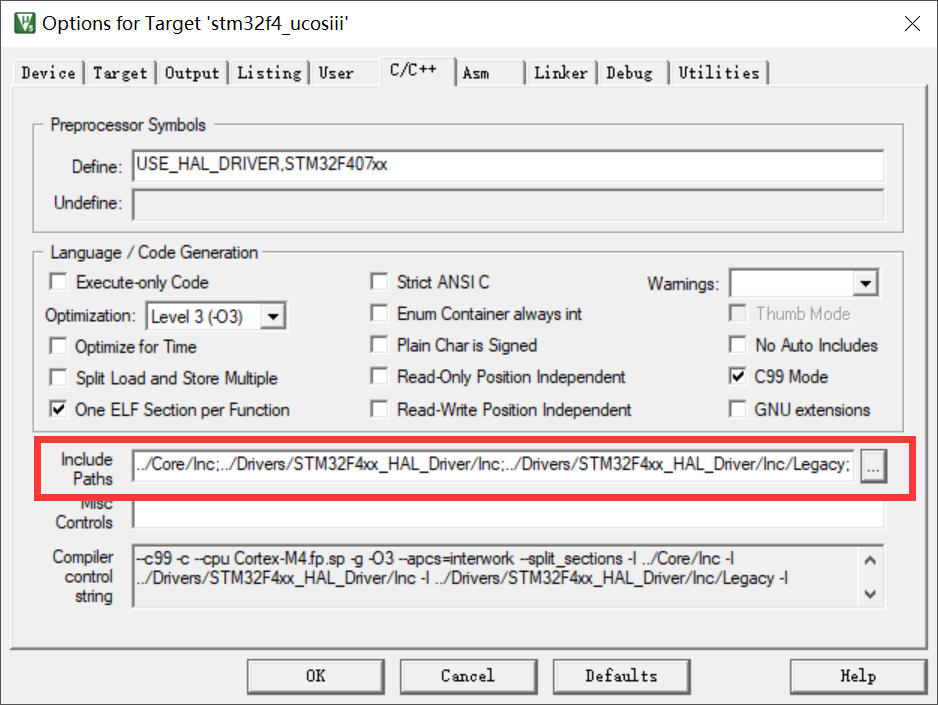 Options for Target 'stm32f4_ucosiii'
Device Target Output Listing User C/C++ Asm Linker Debug Utilities
Preprocessor Symbols
Define: USE_HAL_DRIVER,STM32F407xx
Undefine:
Language / Code Generation
Execute-only Code Strict ANSI C Warnings:
Optimization: Level 3 (-O3) Enum Container always int Thumb Mode
Optimize for Time Plain Char is Signed No Auto Includes
Split Load and Store Multiple Read-Only Position Independent C99 Mode
One ELF Section per Function Read-Write Position Independent GNU extensions
Include Paths ../Core/Inc;../Drivers/STM32F4xx_HAL_Driver/Inc;../Drivers/STM32F4xx_HAL_Driver/Inc/Legacy; ...
Misc Controls
Compiler control string
--c99 -c --cpu Cortex-M4.fp.sp -g -O3 --apcs=interwork --split_sections -I ../Core/Inc -I
../Drivers/STM32F4xx_HAL_Driver/Inc -I ../Drivers/STM32F4xx_HAL_Driver/Inc/Legacy -I
OK Cancel Defaults Help